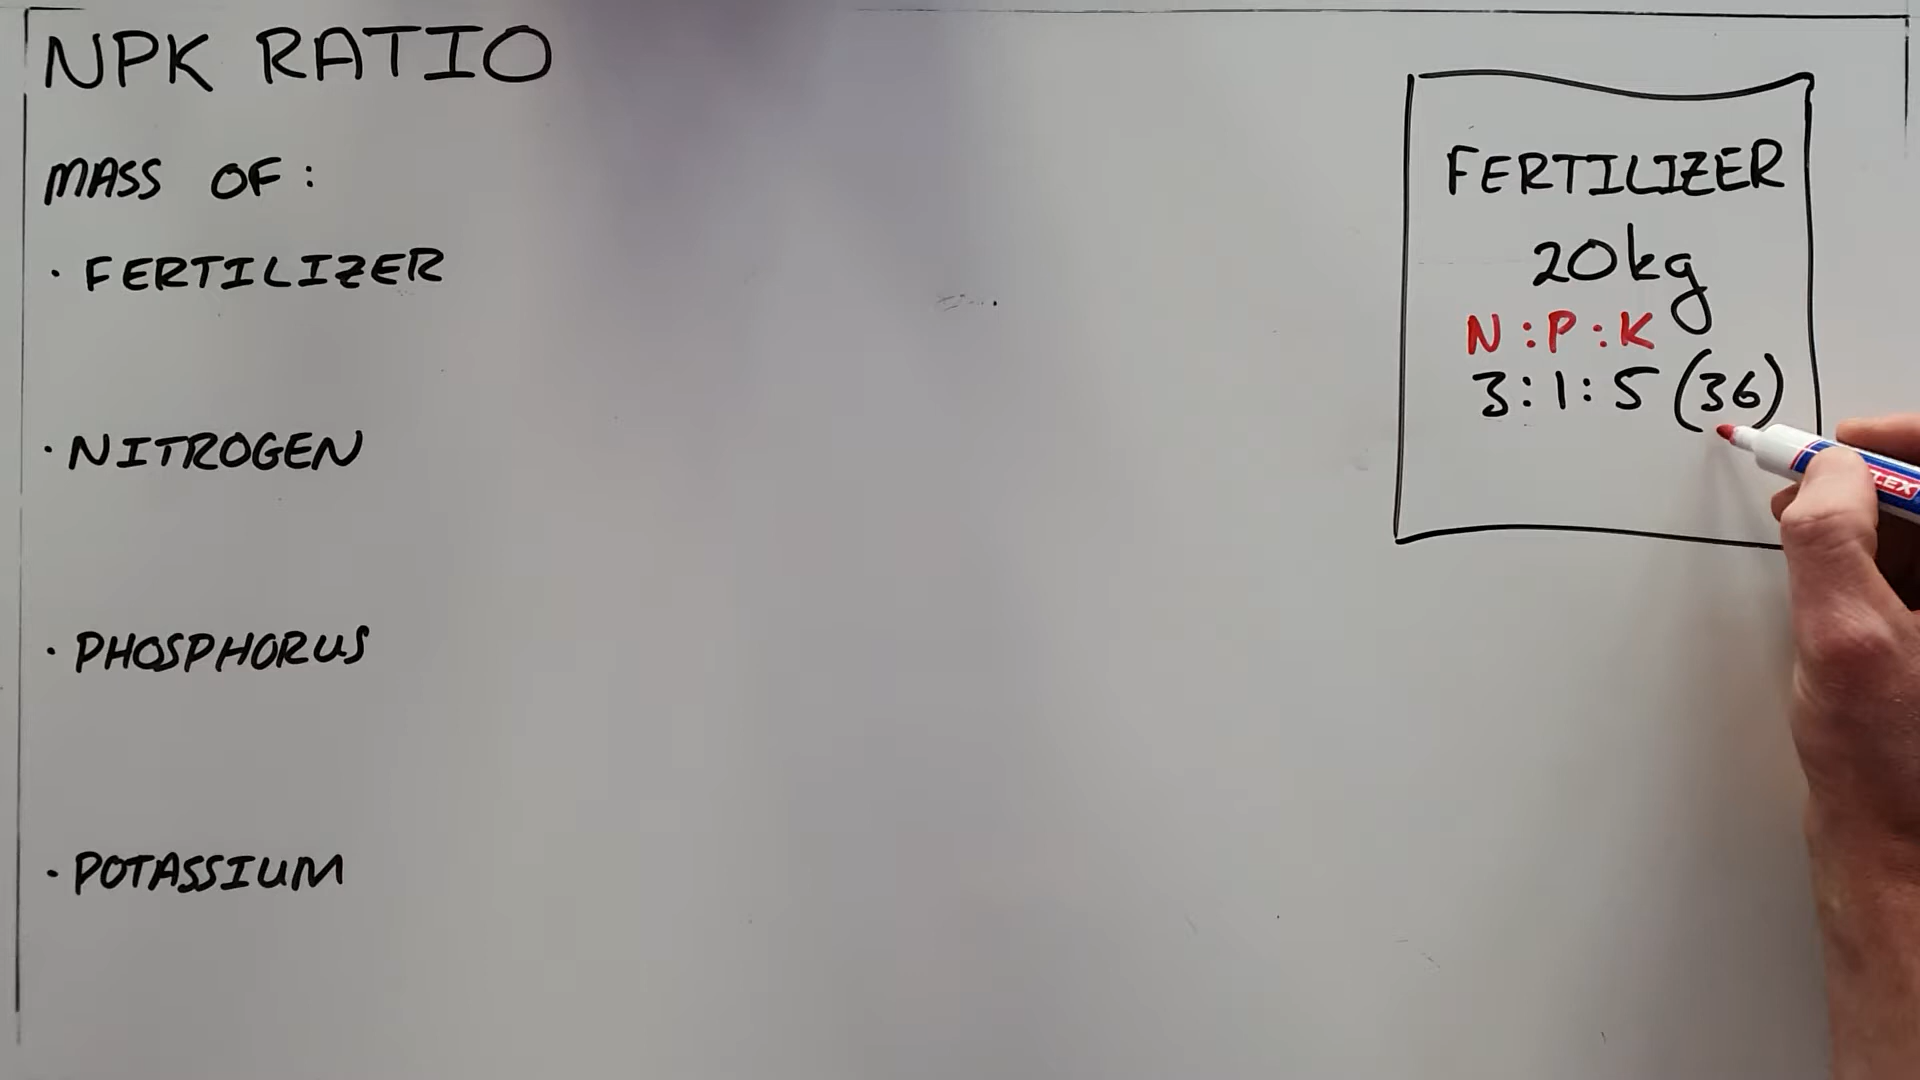 NPK RATIO
MASS OF:
· FERTILIZER
· NITROGEN
· PHOSPHORUS
· POTASSIUM
FERTILIZER
20kg
N:P:K
3:1:5 (36)